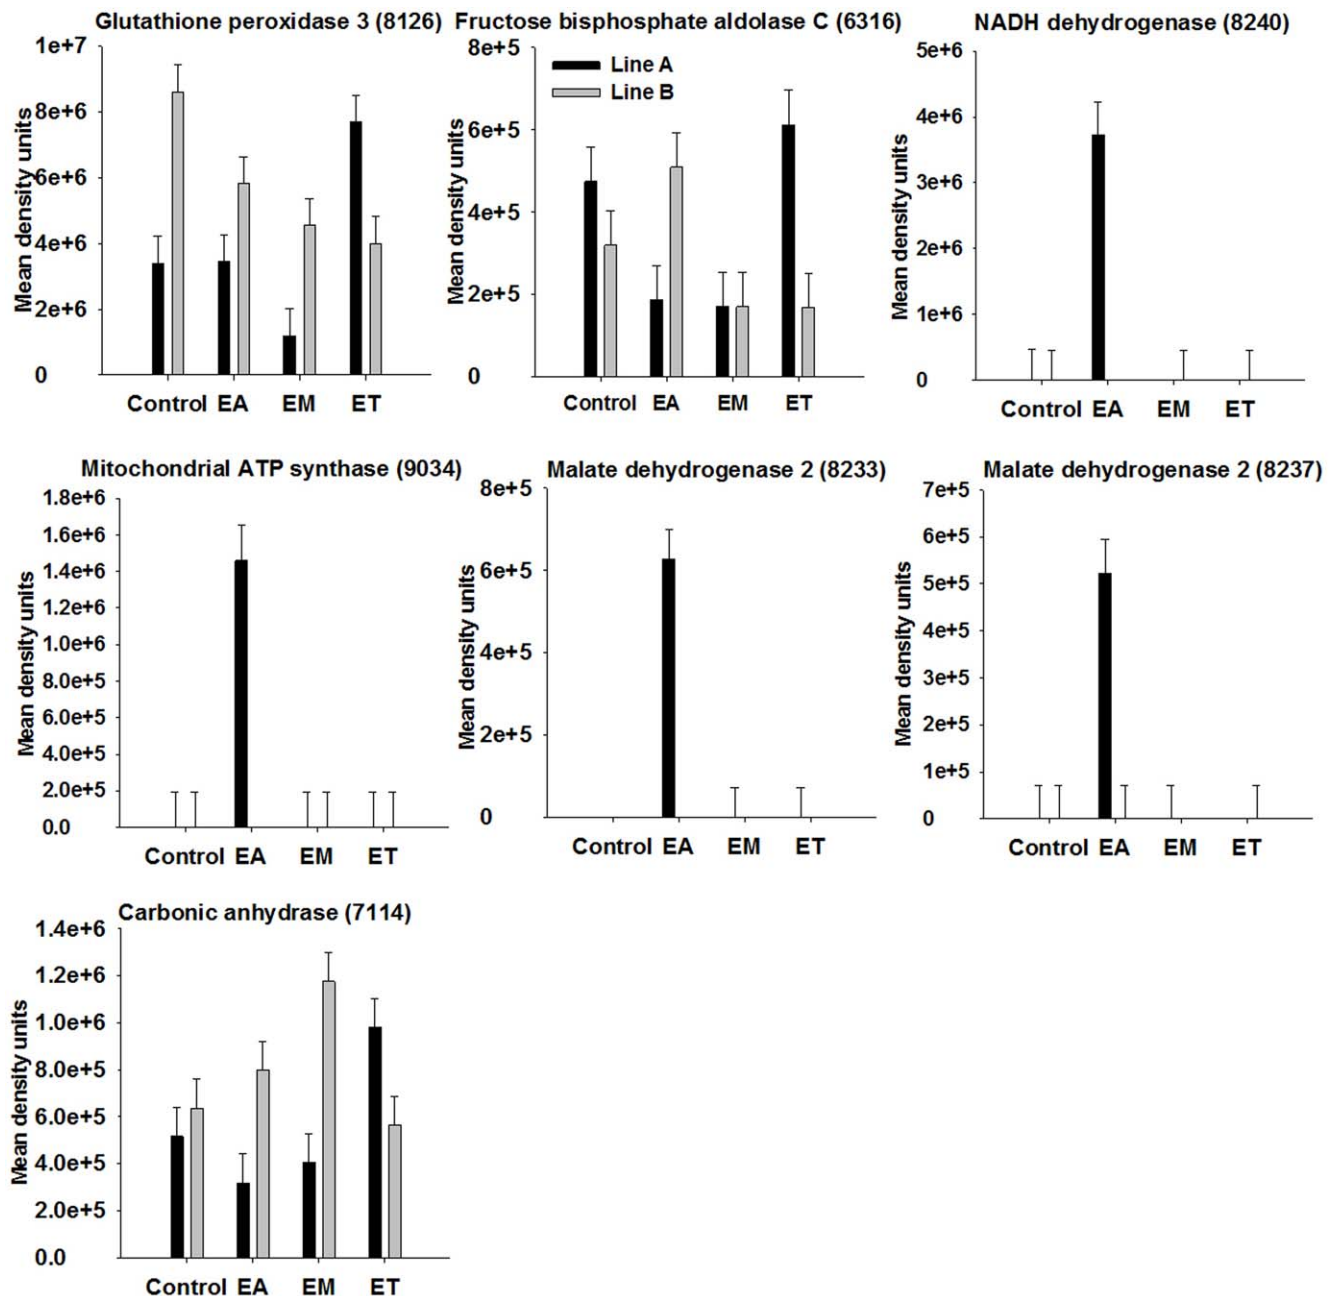 Glutathione peroxidase 3 (8126)
Mean density units
1e+7
8e+6
6e+6
4e+6
2e+6
0
Control EA EM ET
Fructose bisphosphate aldolase C (6316)
Line A
Line B
Mean density units
8e+5
6e+5
4e+5
2e+5
0
Control EA EM ET
NADH dehydrogenase (8240)
Mean density units
5e+6
4e+6
3e+6
2e+6
1e+6
0
Control EA EM ET
Mitochondrial ATP synthase (9034)
Mean density units
1.8e+6
1.6e+6
1.4e+6
1.2e+6
1.0e+6
8.0e+5
6.0e+5
4.0e+5
2.0e+5
0.0
Control EA EM ET
Malate dehydrogenase 2 (8233)
Mean density units
8e+5
6e+5
4e+5
2e+5
0
Control EA EM ET
Malate dehydrogenase 2 (8237)
Mean density units
7e+5
6e+5
5e+5
4e+5
3e+5
2e+5
1e+5
0
Control EA EM ET
Carbonic anhydrase (7114)
Mean density units
1.4e+6
1.2e+6
1.0e+6
8.0e+5
6.0e+5
4.0e+5
2.0e+5
0.0
Control EA EM ET